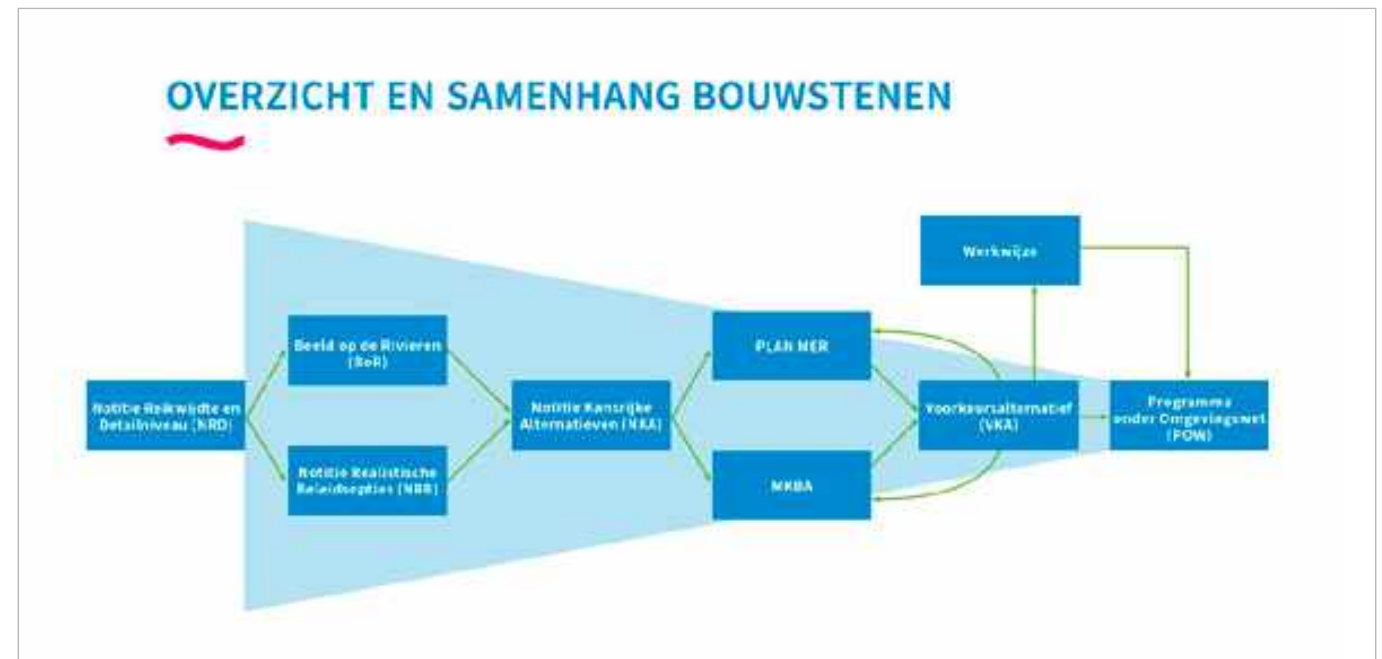 OVERZICHT EN SAMENHANG BOUWSTENEN
Werkwijze
Beeld op de Rivieren
(BoR)
PLAN MER
Notitie Reikwijdte en
Detailniveau (NRD)
Notitie Kansrijke
Alternatieven (NKA)
Voorkeursalternatief
(VKA)
Programma
onder Omgevingswet
(POW)
Notitie Realistische
Beleidsopties (NRB)
MKBA